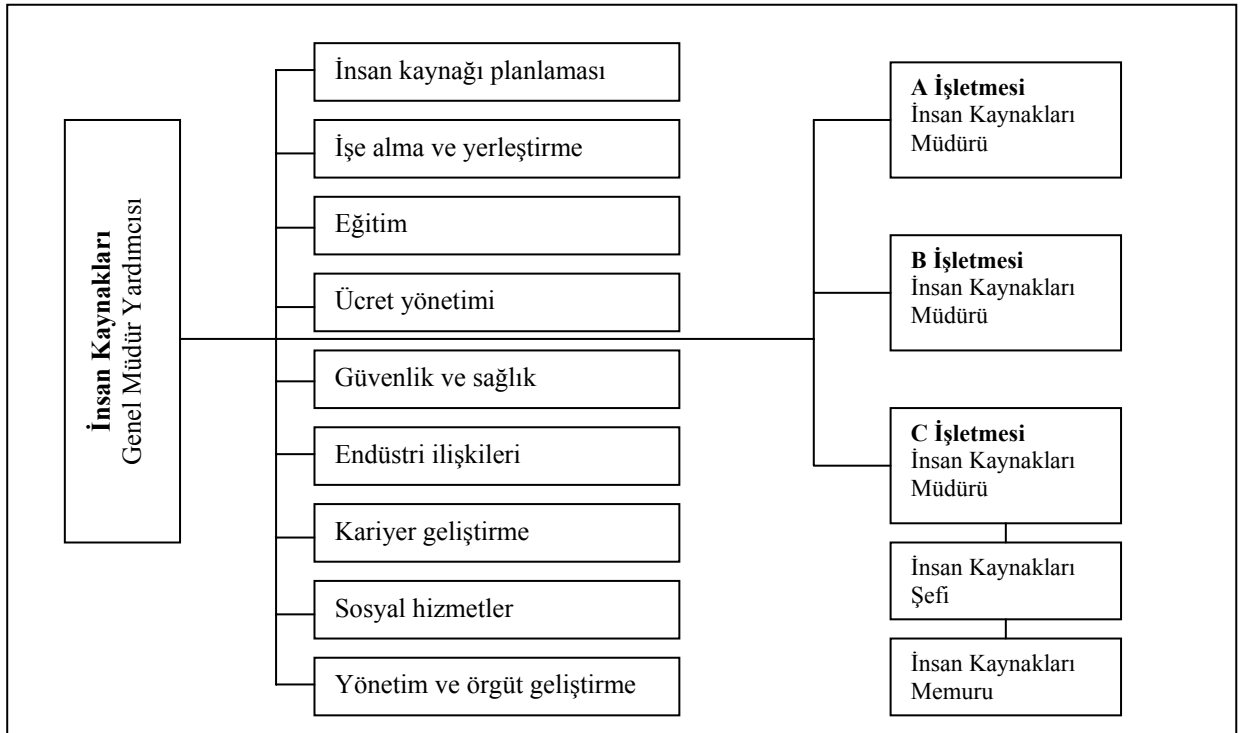 İnsan Kaynakları
Genel Müdür Yardımcısı
İnsan kaynağı planlaması
İşe alma ve yerleştirme
Eğitim
Ücret yönetimi
Güvenlik ve sağlık
Endüstri ilişkileri
Kariyer geliştirme
Sosyal hizmetler
Yönetim ve örgüt geliştirme
A İşletmesi
İnsan Kaynakları
Müdürü
B İşletmesi
İnsan Kaynakları
Müdürü
C İşletmesi
İnsan Kaynakları
Müdürü
İnsan Kaynakları
Şefi
İnsan Kaynakları
Memuru